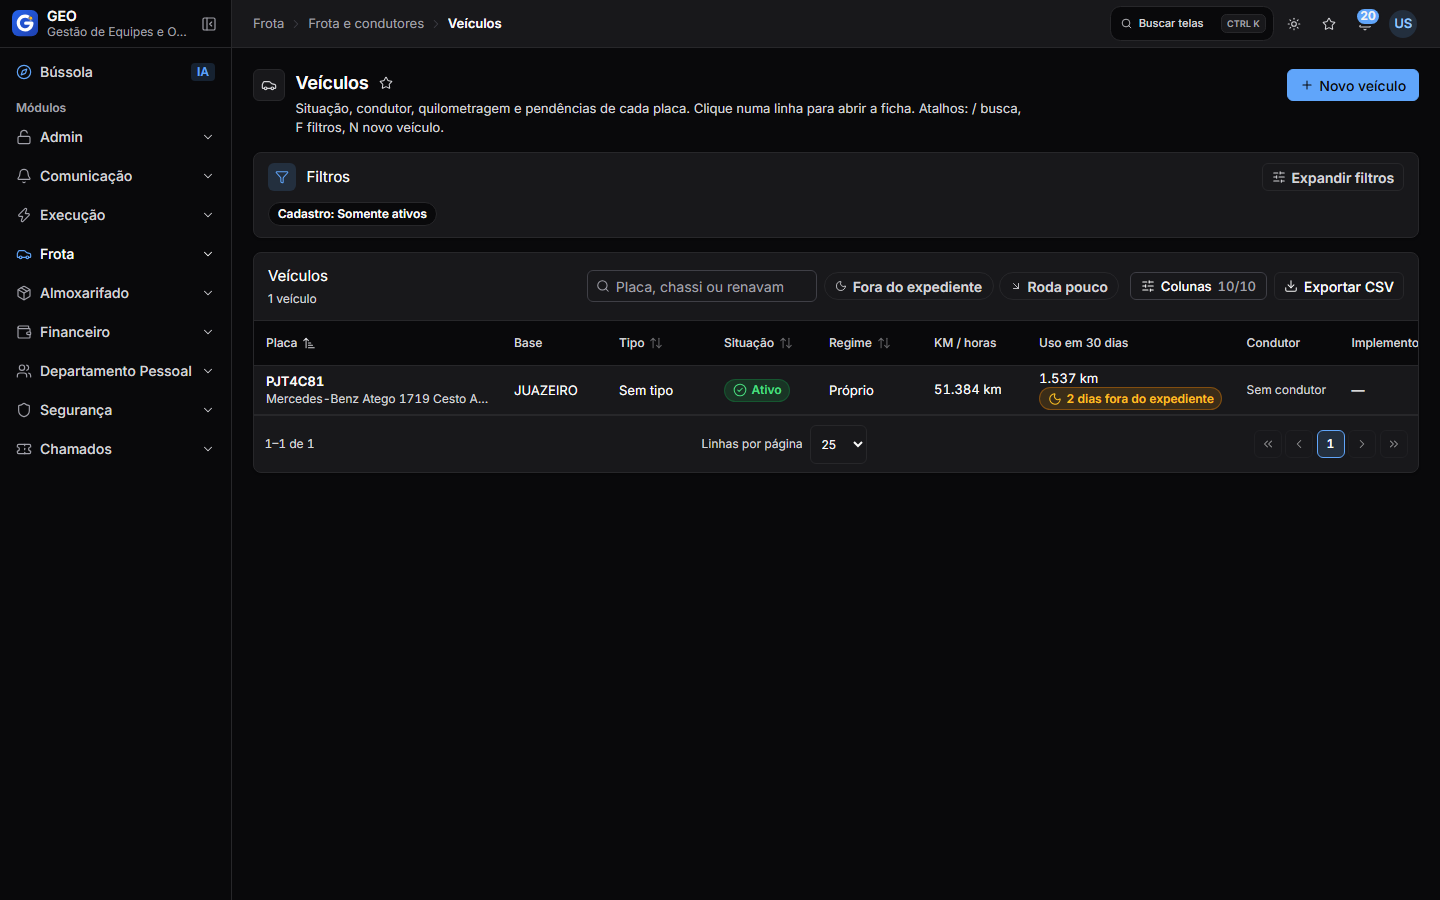 GEO
Gestão de Equipes e O...
Frota
Frota e condutores
Veículos
Buscar telas
CTRL K
20
US
Bússola
IA
Módulos
Admin
Comunicação
Execução
Frota
Almoxarifado
Financeiro
Departamento Pessoal
Segurança
Chamados
Veículos
Situação, condutor, quilometragem e pendências de cada placa. Clique numa linha para abrir a ficha. Atalhos: / busca,
F filtros, N novo veículo.
Novo veículo
Filtros
Expandir filtros
Cadastro: Somente ativos
Veículos
1 veículo
Placa, chassi ou renavam
Fora do expediente
Roda pouco
Colunas 10/10
Exportar CSV
Placa
Base
Tipo
Situação
Regime
KM / horas
Uso em 30 dias
Condutor
Implemento
PJT4C81
Mercedes-Benz Atego 1719 Cesto A...
JUAZEIRO
Sem tipo
Ativo
Próprio
51.384 km
1.537 km
2 dias fora do expediente
Sem condutor
—
1–1 de 1
Linhas por página
25
1